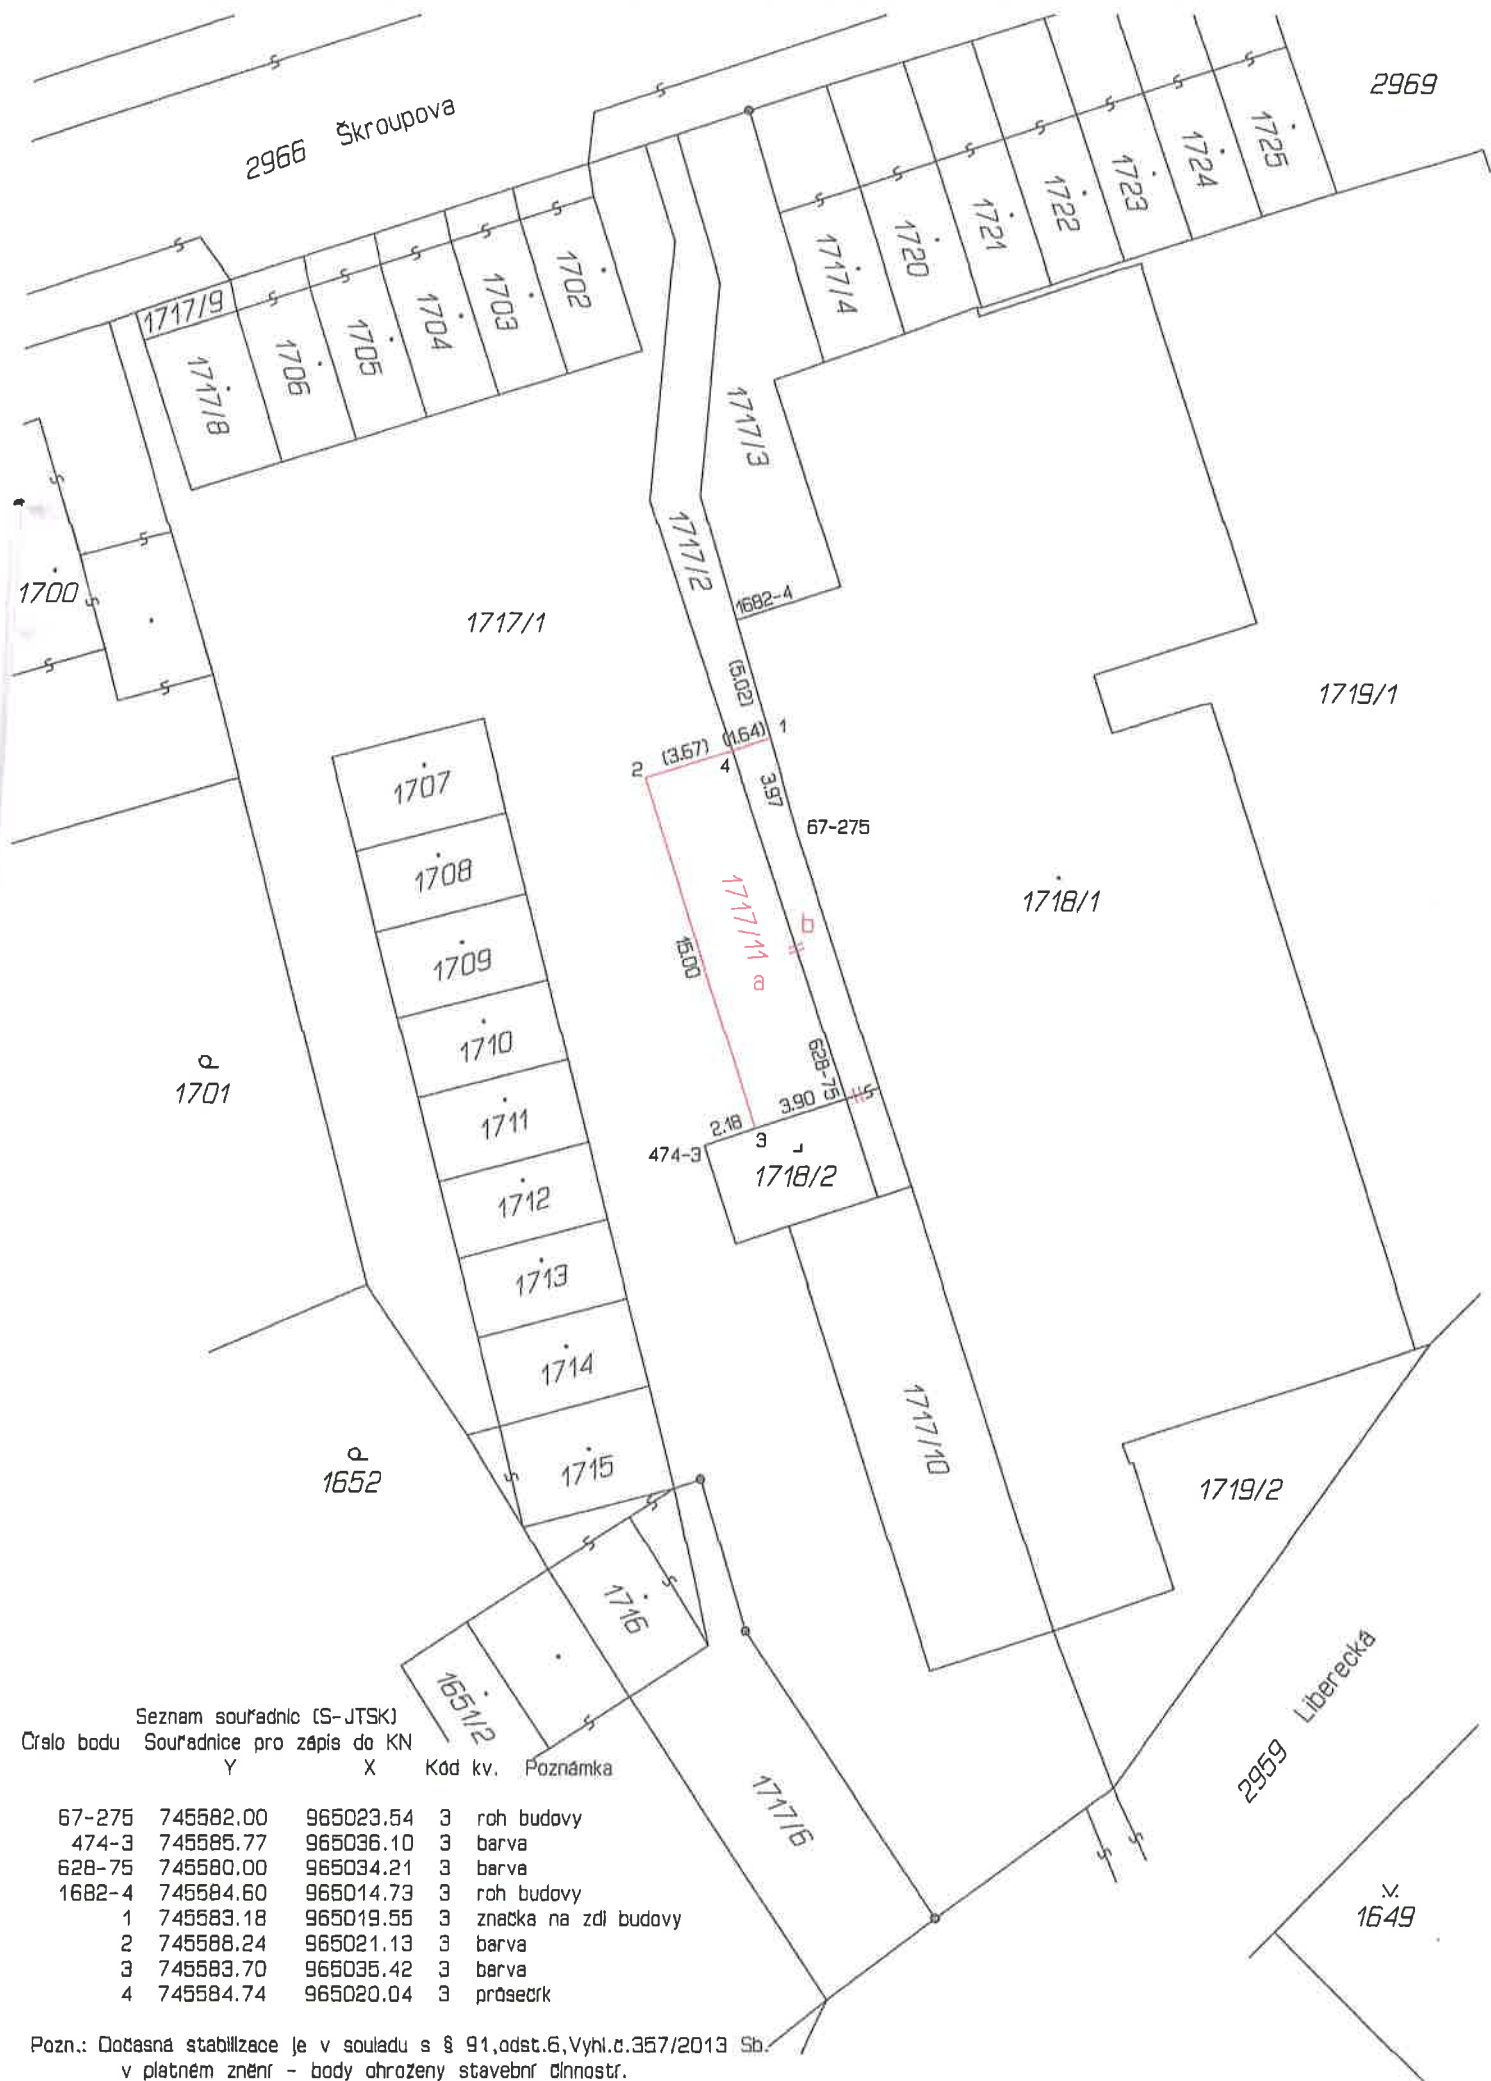 2969
2966 Škroupova
1725
1724
1723
1722
1721
1720
1717/4
1702
1703
1704
1705
1706
1717/9
1717/8
1717/3
1717/2
1700
1717/1
1682-4
(5.02)
1719/1
1
(3.67) (1.64)
2
4
3.97
67-275
1707
1708
1718/1
1717/11 a
b
15.00
1709
1710
628-75
P
1701
1711
3.90
2.18
3
474-3
1718/2
1712
1713
1714
1717/10
P
1652
1715
1719/2
1716
1651/2
2959 Liberecká
1717/6
1649
Seznam souřadnic (S-JTSK)
Číslo bodu Souřadnice pro zápis do KN
Y X Kód kv. Poznámka
67-275 745582.00 965023.54 3 roh budovy
474-3 745585.77 965036.10 3 barva
628-75 745580.00 965034.21 3 barva
1682-4 745584.60 965014.73 3 roh budovy
1 745583.18 965019.55 3 značka na zdi budovy
2 745588.24 965021.13 3 barva
3 745583.70 965035.42 3 barva
4 745584.74 965020.04 3 průsečík
Pozn.: Dočasná stabilizace je v souladu s § 91,odst.6,Vyhl.č.357/2013 Sb.
v platném znění - body ohroženy stavební činností.